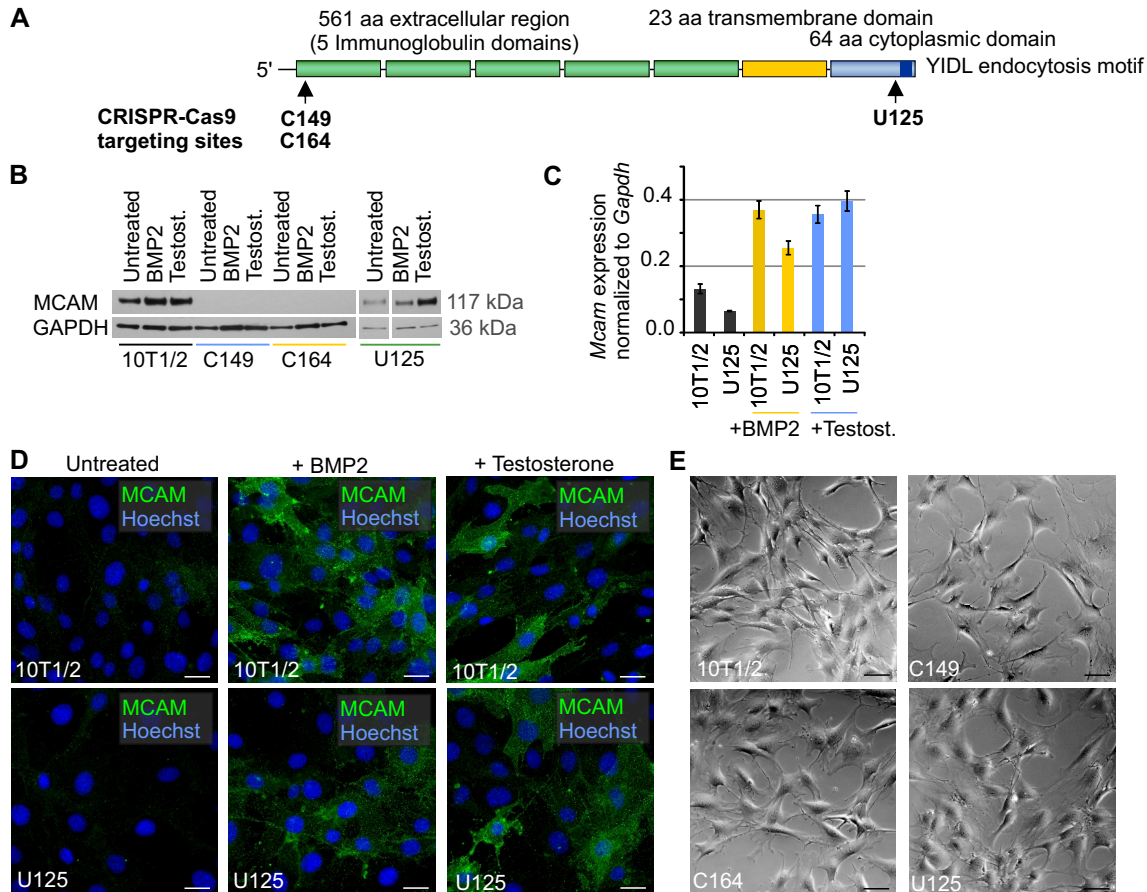 A
561 aa extracellular region
(5 Immunoglobulin domains)
23 aa transmembrane domain
64 aa cytoplasmic domain
5'
YIDL endocytosis motif
CRISPR-Cas9
targeting sites
C149
C164
U125
B
Untreated
BMP2
Testost.
Untreated
BMP2
Testost.
Untreated
BMP2
Testost.
Untreated
BMP2
Testost.
MCAM
117 kDa
GAPDH
36 kDa
10T1/2
C149
C164
U125
C
Mcam expression
normalized to Gapdh
0.4
0.2
0.0
10T1/2
U125
10T1/2
U125
10T1/2
U125
+BMP2
+Testost.
D
Untreated
+ BMP2
+ Testosterone
MCAM
Hoechst
10T1/2
MCAM
Hoechst
10T1/2
MCAM
Hoechst
10T1/2
MCAM
Hoechst
U125
MCAM
Hoechst
U125
MCAM
Hoechst
U125
E
10T1/2
C149
C164
U125